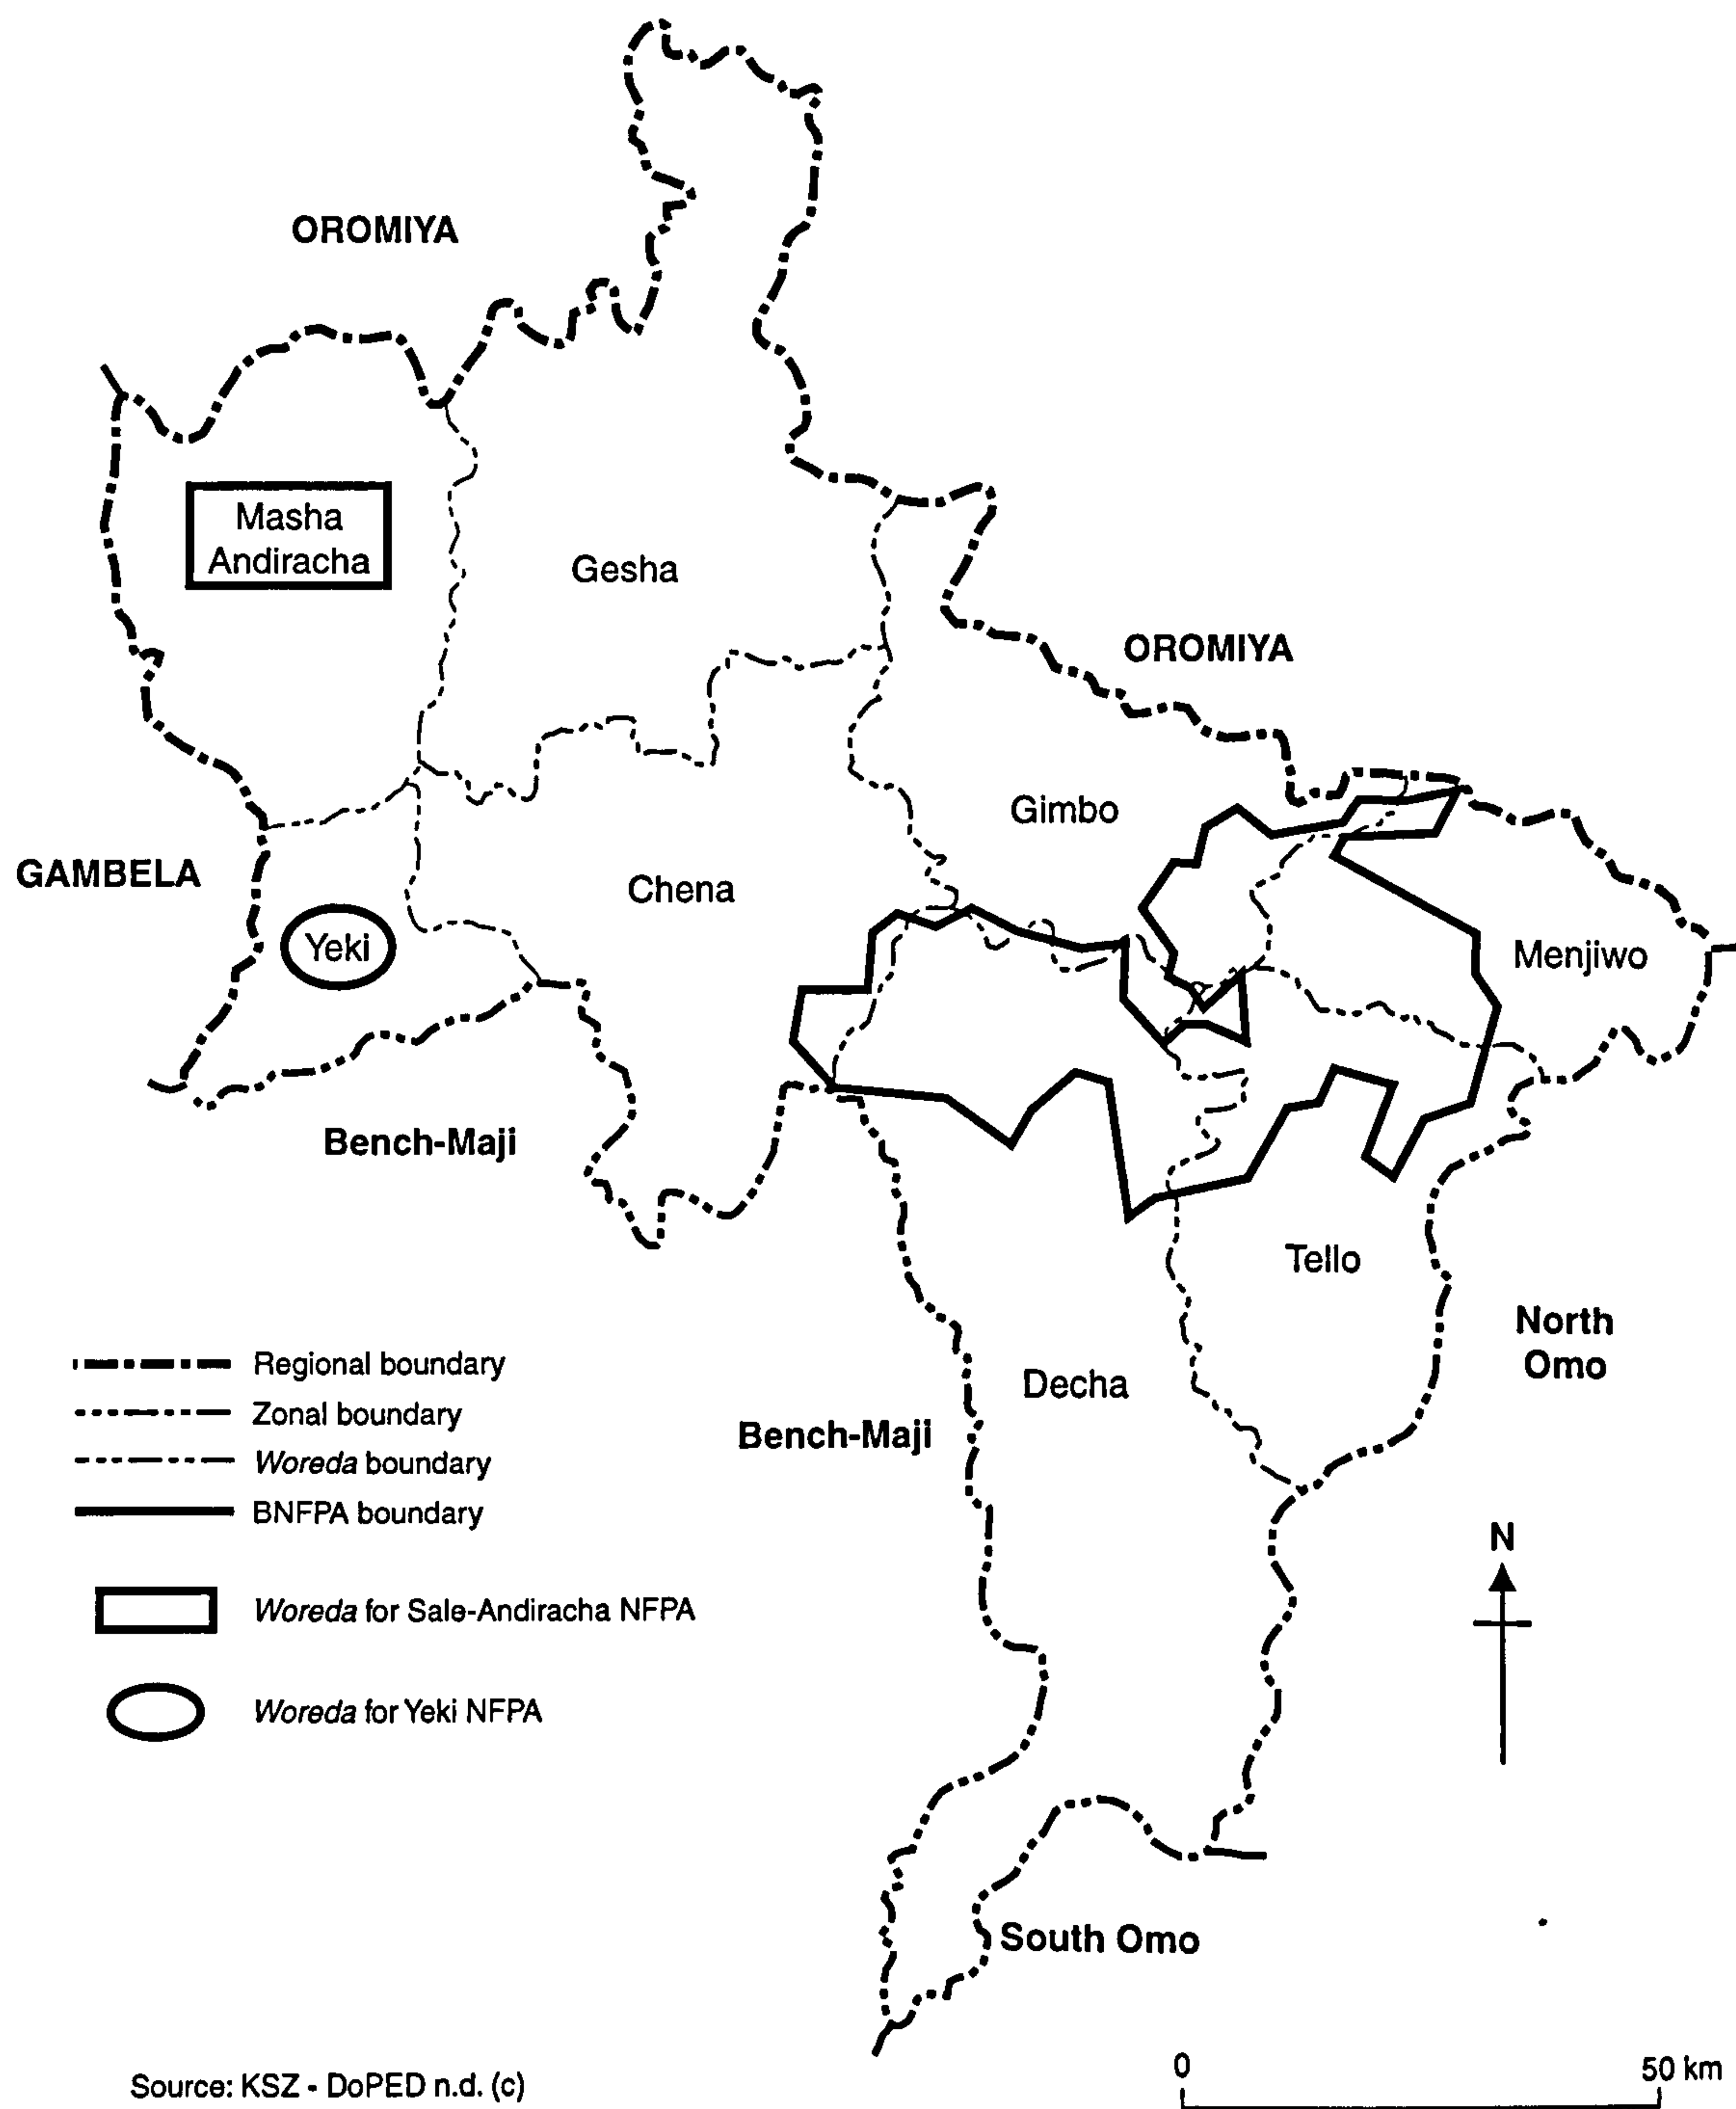 OROMIYA
Masha
Andiracha
Gesha
OROMIYA
Gimbo
GAMBELA
Chena
Yeki
Menjiwo
Bench-Maji
Tello
North
Omo
Decha
Bench-Maji
Regional boundary
Zonal boundary
Woreda boundary
BNFPA boundary
Woreda for Sale-Andiracha NFPA
Woreda for Yeki NFPA
N
South Omo
0 50 km
Source: KSZ - DoPED n.d. (c)